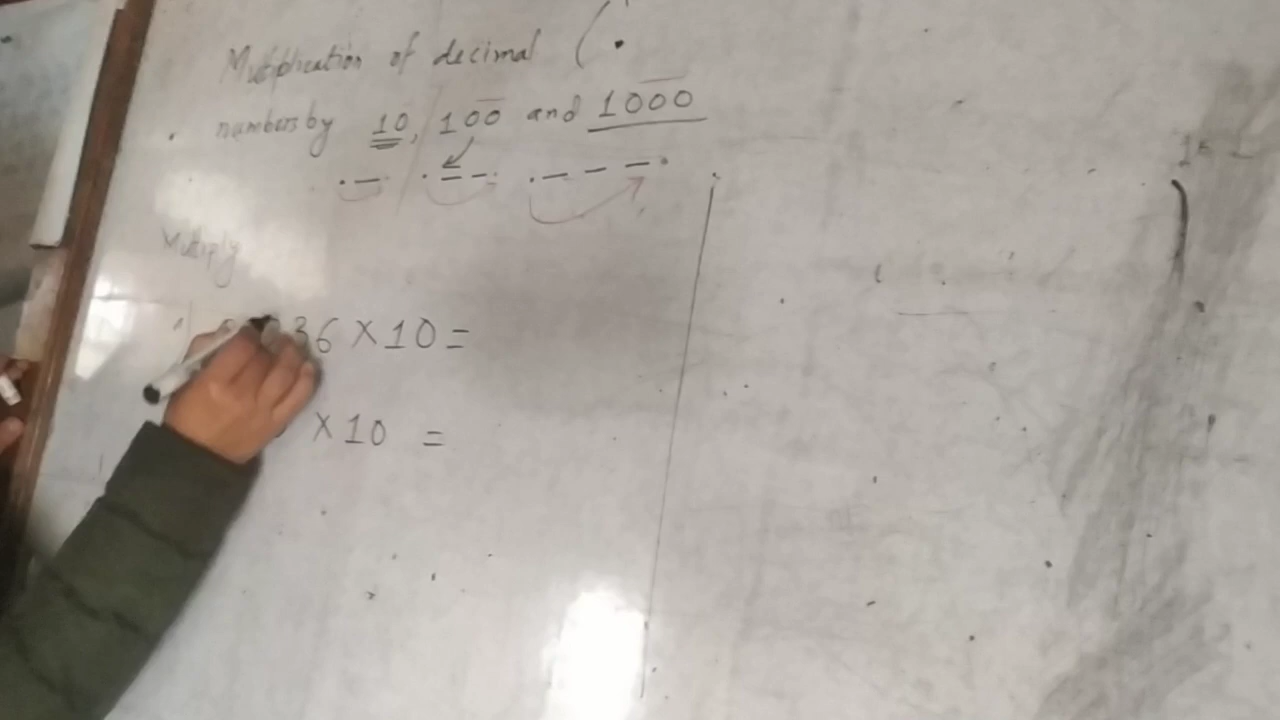 Multiplication of decimal (.
numbers by 10, 100 and 1000
Multiply
36 × 10 =
× 10 =